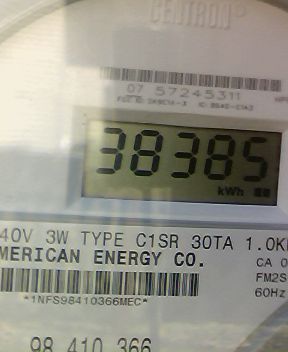 CENTRON®
07 57245311
38385
kWh
40V 3W TYPE C1SR 30TA 1.0K
MERICAN ENERGY CO.
CA 0
FM2S
60Hz
*1NFS98410366MEC*
98 410 366